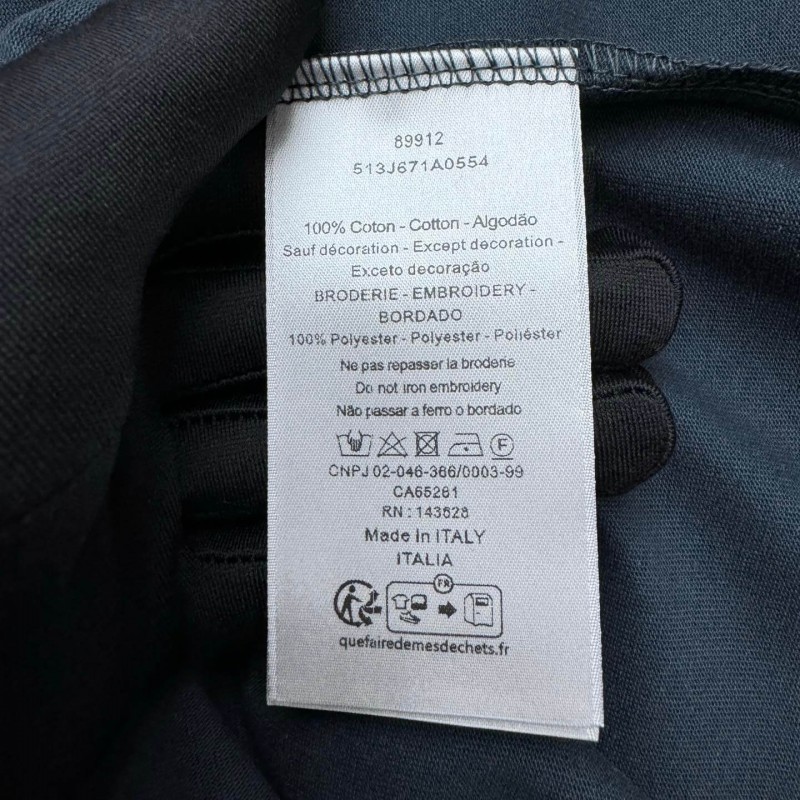 89912
513J671A0554
100% Coton - Cotton - Algodão
Sauf décoration - Except decoration -
Exceto decoração
BRODERIE - EMBROIDERY -
BORDADO
100% Polyester - Polyester - Poliéster
Ne pas repasser la broderie
Do not iron embroidery
Não passar a ferro o bordado
F
CNPJ 02-046-366/0003-99
CA65261
RN : 143628
Made in ITALY
ITALIA
FR
quefairedemesdechets.fr